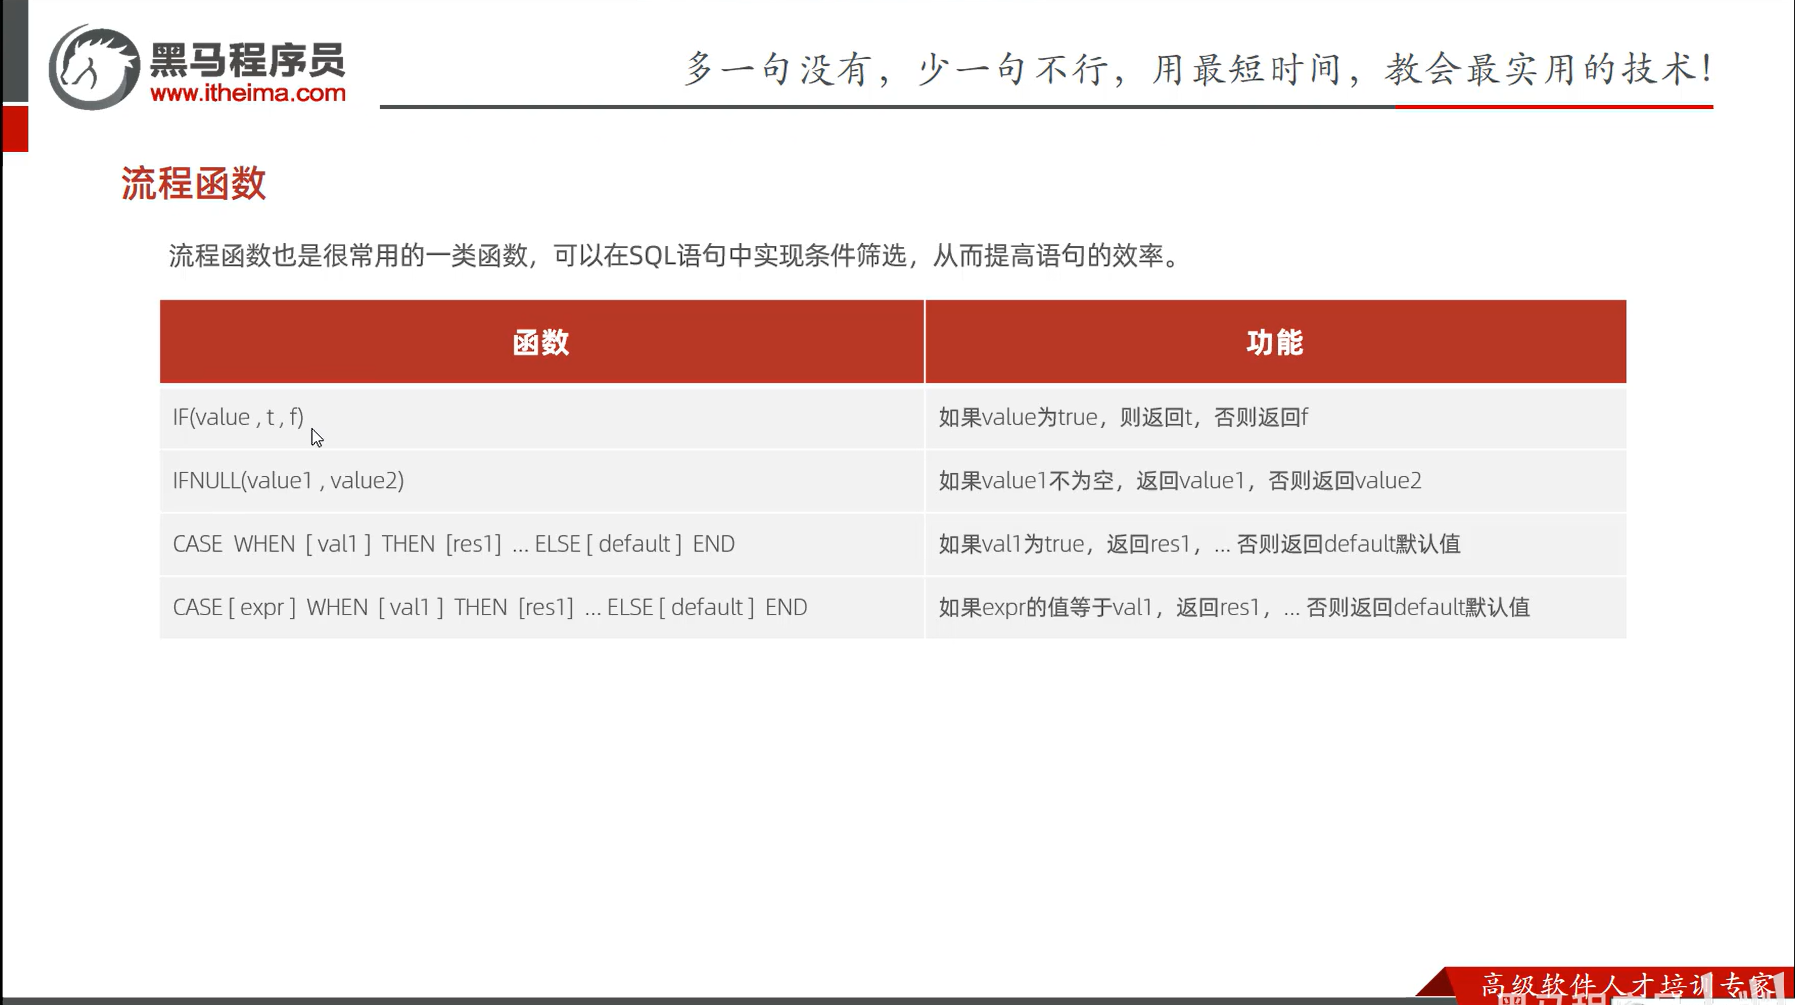 黑马程序员
www.itheima.com
多一句没有，少一句不行，用最短时间，教会最实用的技术！
流程函数
流程函数也是很常用的一类函数，可以在SQL语句中实现条件筛选，从而提高语句的效率。
函数 功能
IF(value , t , f) 如果value为true，则返回t，否则返回f
IFNULL(value1 , value2) 如果value1不为空，返回value1，否则返回value2
CASE WHEN [ val1 ] THEN [res1] ... ELSE [ default ] END 如果val1为true，返回res1，... 否则返回default默认值
CASE [ expr ] WHEN [ val1 ] THEN [res1] ... ELSE [ default ] END 如果expr的值等于val1，返回res1，... 否则返回default默认值
高级软件人才培训专家